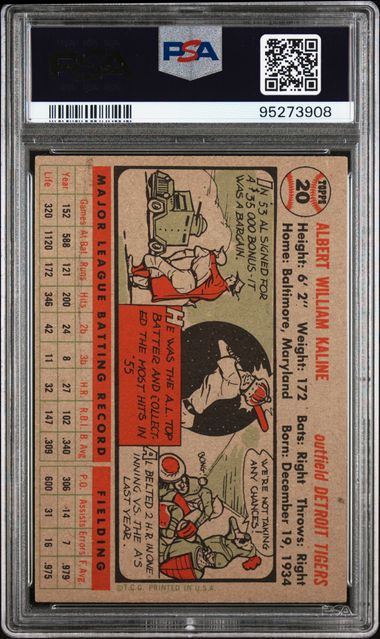 PSA
PSA
95273908
TOPPS
20
ALBERT WILLIAM KALINE
outfield DETROIT TIGERS
Height: 6' 2" Weight: 172 Bats: Right Throws: Right
Home: Baltimore, Maryland Born: December 19, 1934
IN '53 AL SIGNED FOR
A $35,000 BONUS-IT
WAS A BARGAIN.
HE WAS THE A.L. TOP
BATTER AND COLLECT-
ED THE MOST HITS IN
'55
WE'RE NOT TAKING
ANY CHANCES!
BONG!
AL BELTED 2 H.R. IN ONE
INNING VS. THE A'S
LAST YEAR.
MAJOR LEAGUE BATTING RECORD FIELDING
Games At Bat Runs Hits 2b 3b H.R. R.B.I. B. Avg. P.O. Assists Errors F. Avg.
Year 152 588 121 200 24 8 27 102 .340 306 -14 7 .979
Life 320 1120 172 346 42 11 32 147 .309 600 31 16 .975
© T.C.G. PRINTED IN U.S.A.
PSA